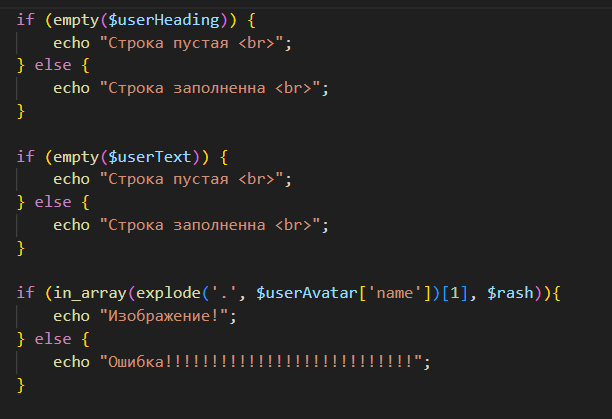 if (empty($userHeading)) {
    echo "Строка пустая <br>";
} else {
    echo "Строка заполненна <br>";
}

if (empty($userText)) {
    echo "Строка пустая <br>";
} else {
    echo "Строка заполненна <br>";
}

if (in_array(explode('.', $userAvatar['name'])[1], $rash)){
    echo "Изображение!";
} else {
    echo "Ошибка!!!!!!!!!!!!!!!!!!!!!!!!!!!";
}